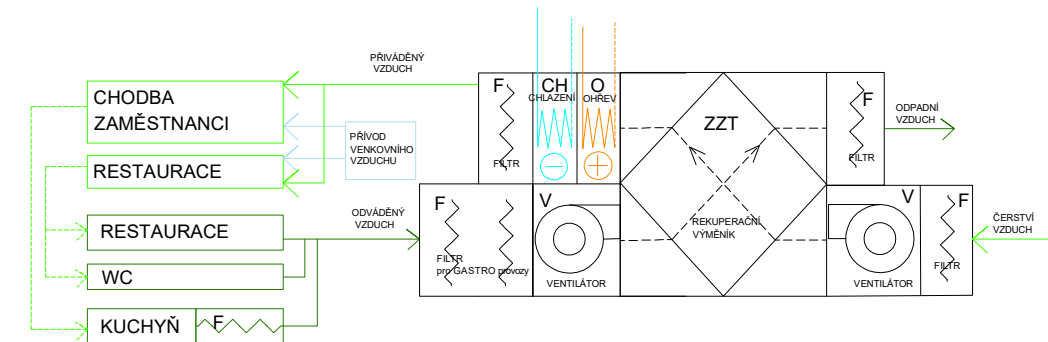 PŘIVÁDĚNÝ
VZDUCH
CHODBA
ZAMĚSTNANCI
PŘÍVOD
VENKOVNÍHO
VZDUCHU
RESTAURACE
RESTAURACE
WC
KUCHYŇ
F
ODVÁDĚNÝ
VZDUCH
F
FILTR
CH
CHLAZENÍ
O
OHŘEV
ZZT
F
FILTR
ODPADNÍ
VZDUCH
F
FILTR
pro GASTRO provozy
V
VENTILÁTOR
REKUPERAČNÍ
VÝMĚNÍK
V
VENTILÁTOR
F
FILTR
ČERSTVÍ
VZDUCH